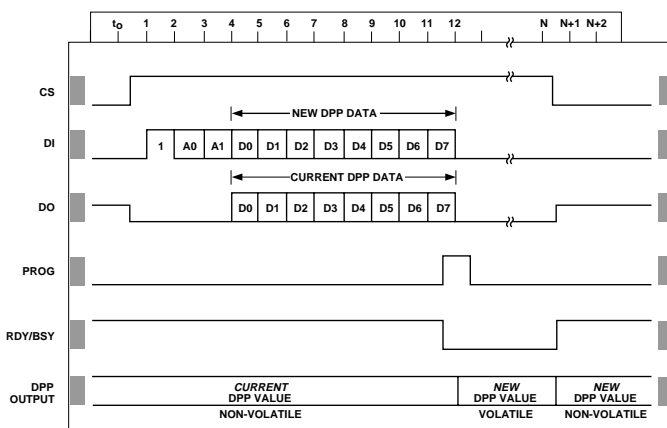 to 1 2 3 4 5 6 7 8 9 10 11 12 N N+1 N+2
CS
NEW DPP DATA
DI 1 A0 A1 D0 D1 D2 D3 D4 D5 D6 D7
CURRENT DPP DATA
DO D0 D1 D2 D3 D4 D5 D6 D7
PROG
RDY/BSY
DPP OUTPUT
CURRENT DPP VALUE
NON-VOLATILE
NEW DPP VALUE
VOLATILE
NEW DPP VALUE
NON-VOLATILE